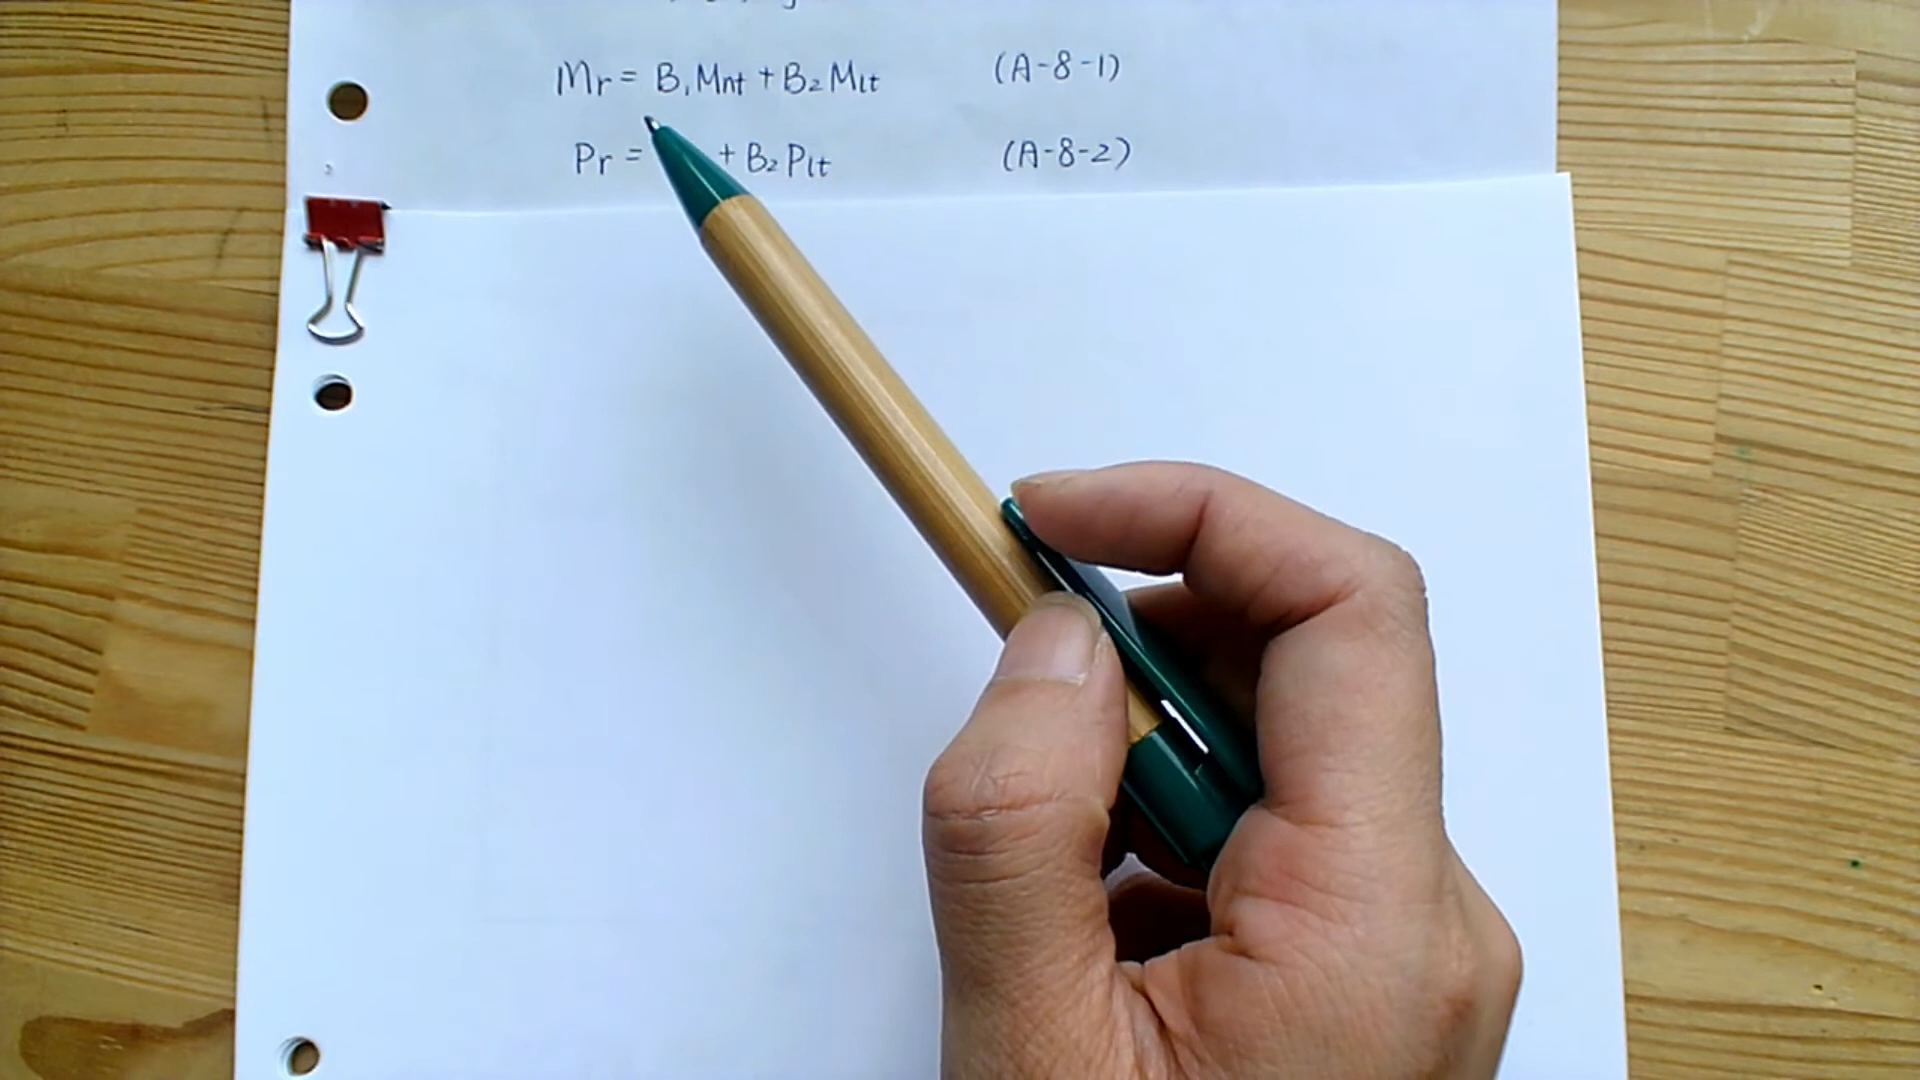 Mr = B₁Mnt + B₂Mlt (A-8-1)
Pr = + B₂Plt (A-8-2)